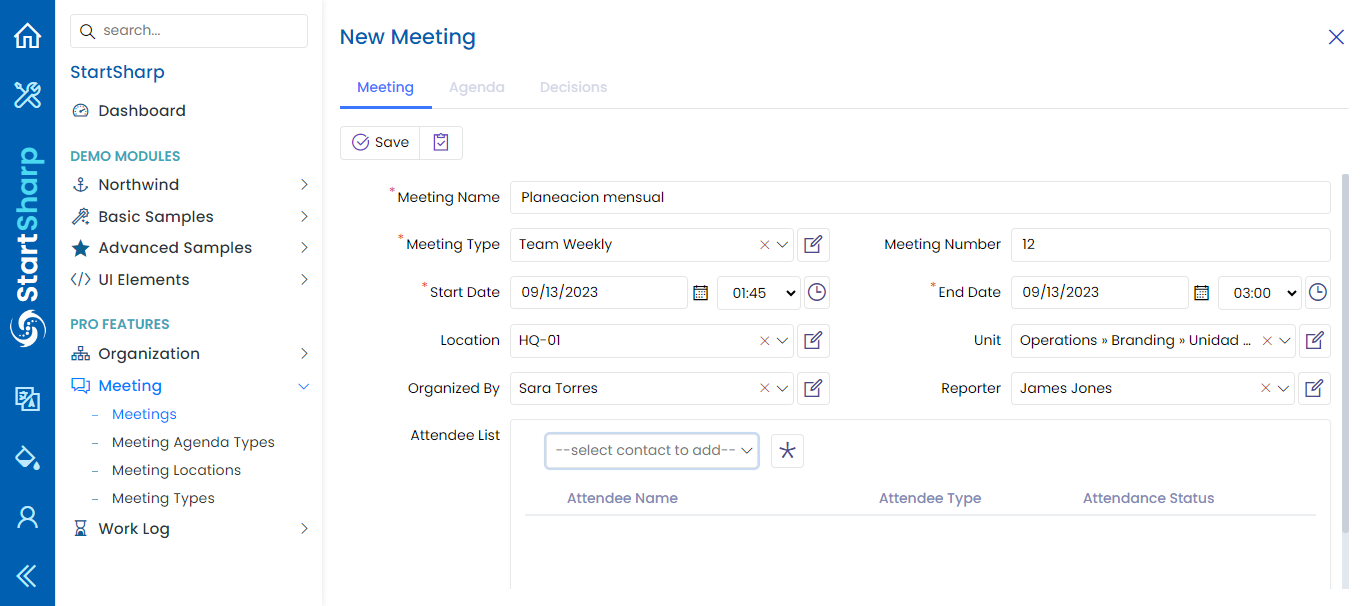 search...
StartSharp
Dashboard
DEMO MODULES
Northwind
Basic Samples
Advanced Samples
UI Elements
PRO FEATURES
Organization
Meeting
Meetings
Meeting Agenda Types
Meeting Locations
Meeting Types
Work Log
StartSharp
New Meeting
Meeting Agenda Decisions
Save
*Meeting Name Planeacion mensual
*Meeting Type Team Weekly Meeting Number 12
*Start Date 09/13/2023 01:45 *End Date 09/13/2023 03:00
Location HQ-01 Unit Operations » Branding » Unidad ...
Organized By Sara Torres Reporter James Jones
Attendee List
--select contact to add--
Attendee Name Attendee Type Attendance Status